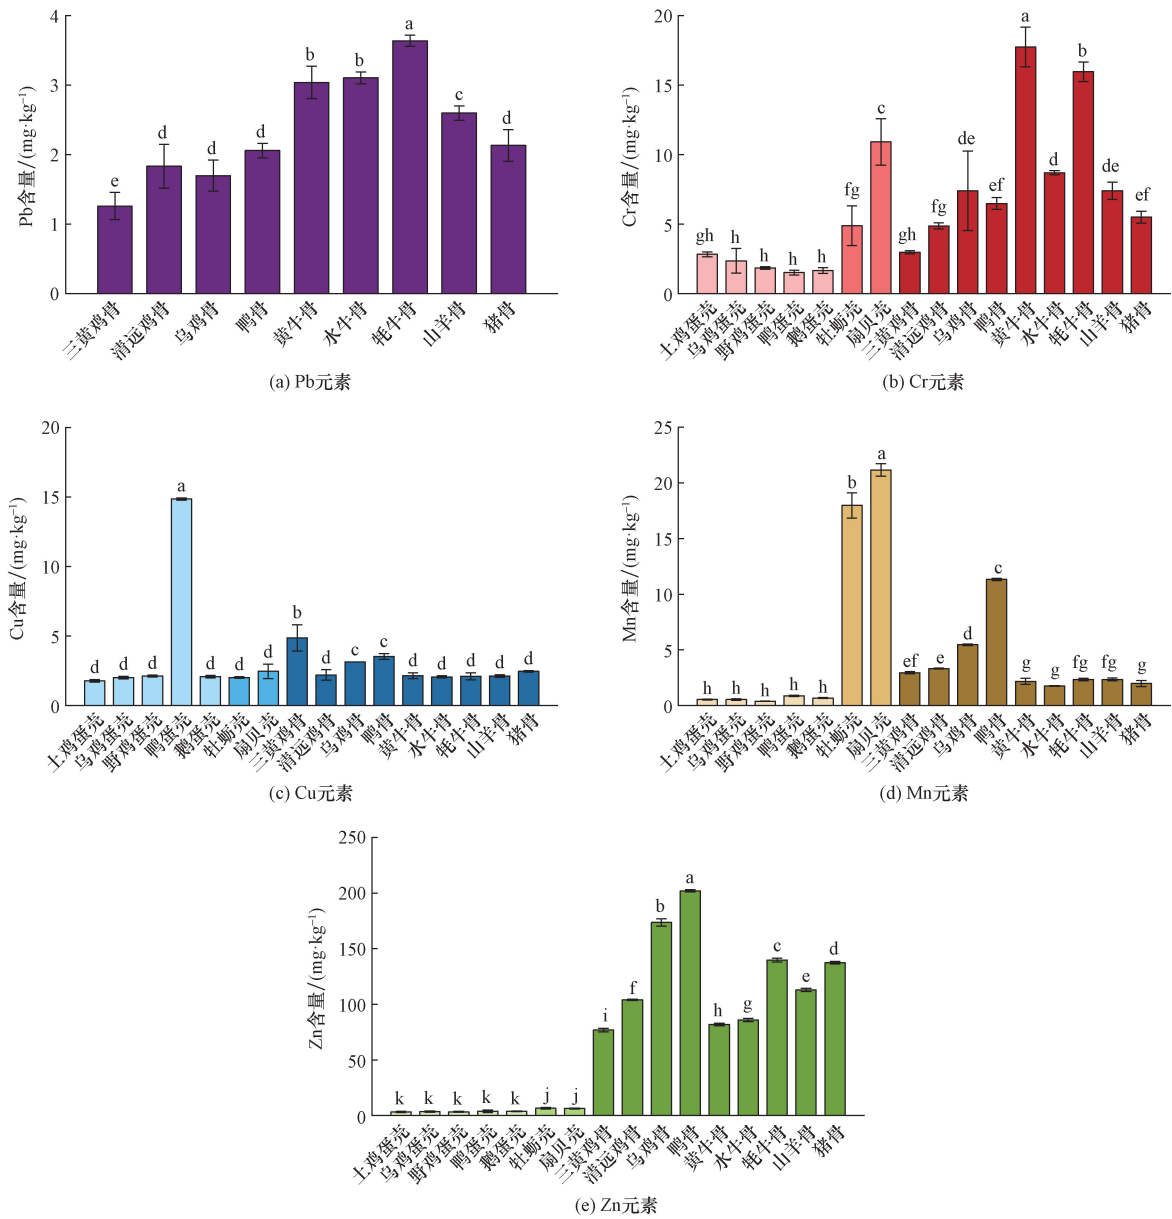 Pb含量/(mg·kg⁻¹)
4
3
2
1
0
e
d
d
d
b
b
a
c
d
三黄鸡骨
清远鸡骨
乌鸡骨
鸭骨
黄牛骨
水牛骨
牦牛骨
山羊骨
猪骨
(a) Pb元素
Cr含量/(mg·kg⁻¹)
20
15
10
5
0
gh
h
h
h
h
fg
c
gh
fg
de
ef
a
d
b
de
ef
土鸡蛋壳
乌鸡蛋壳
野鸡蛋壳
鸭蛋壳
鹅蛋壳
牡蛎壳
扇贝壳
三黄鸡骨
清远鸡骨
乌鸡骨
鸭骨
黄牛骨
水牛骨
牦牛骨
山羊骨
猪骨
(b) Cr元素
Cu含量/(mg·kg⁻¹)
20
15
10
5
0
d
d
d
a
d
d
d
b
d
c
c
d
d
d
d
d
土鸡蛋壳
乌鸡蛋壳
野鸡蛋壳
鸭蛋壳
鹅蛋壳
牡蛎壳
扇贝壳
三黄鸡骨
清远鸡骨
乌鸡骨
鸭骨
黄牛骨
水牛骨
牦牛骨
山羊骨
猪骨
(c) Cu元素
Mn含量/(mg·kg⁻¹)
25
20
15
10
5
0
h
h
h
h
h
b
a
ef
e
d
c
g
g
fg
fg
g
土鸡蛋壳
乌鸡蛋壳
野鸡蛋壳
鸭蛋壳
鹅蛋壳
牡蛎壳
扇贝壳
三黄鸡骨
清远鸡骨
乌鸡骨
鸭骨
黄牛骨
水牛骨
牦牛骨
山羊骨
猪骨
(d) Mn元素
Zn含量/(mg·kg⁻¹)
250
200
150
100
50
0
k
k
k
k
k
j
j
i
f
b
a
h
g
c
e
d
土鸡蛋壳
乌鸡蛋壳
野鸡蛋壳
鸭蛋壳
鹅蛋壳
牡蛎壳
扇贝壳
三黄鸡骨
清远鸡骨
乌鸡骨
鸭骨
黄牛骨
水牛骨
牦牛骨
山羊骨
猪骨
(e) Zn元素